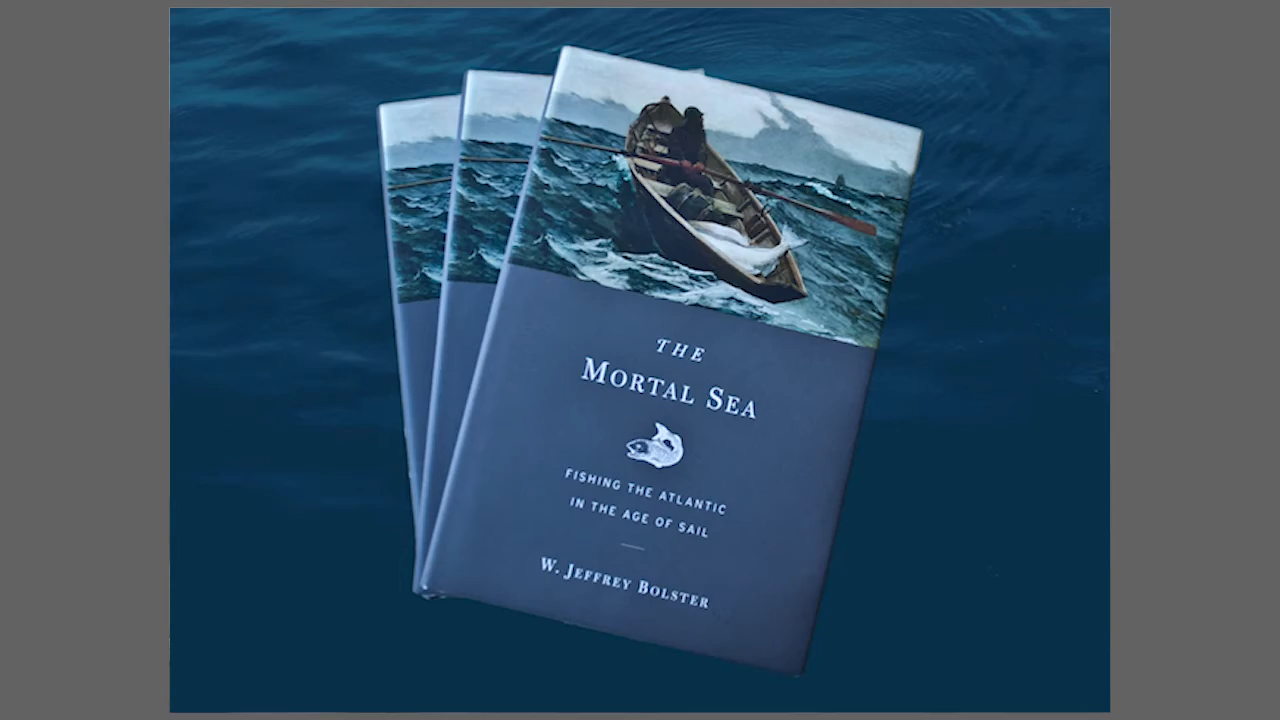 THE
MORTAL SEA
FISHING THE ATLANTIC
IN THE AGE OF SAIL
W. JEFFREY BOLSTER